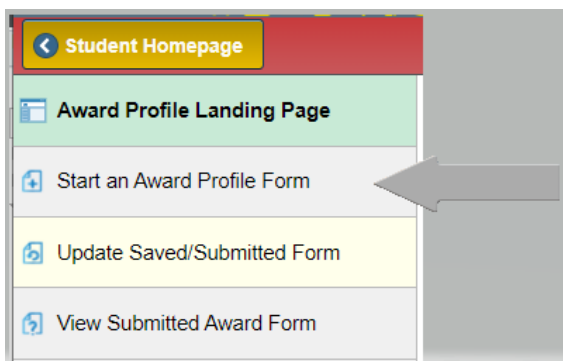 Student Homepage
Award Profile Landing Page
Start an Award Profile Form
Update Saved/Submitted Form
View Submitted Award Form